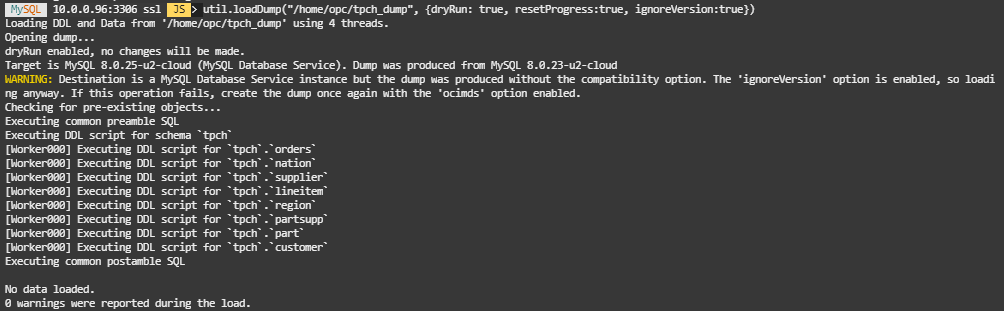 MySQL 10.0.0.96:3306 ssl JS > util.loadDump("/home/opc/tpch_dump", {dryRun: true, resetProgress:true, ignoreVersion:true})
Loading DDL and Data from '/home/opc/tpch_dump' using 4 threads.
Opening dump...
dryRun enabled, no changes will be made.
Target is MySQL 8.0.25-u2-cloud (MySQL Database Service). Dump was produced from MySQL 8.0.23-u2-cloud
WARNING: Destination is a MySQL Database Service instance but the dump was produced without the compatibility option. The 'ignoreVersion' option is enabled, so loadi
ng anyway. If this operation fails, create the dump once again with the 'ocimds' option enabled.
Checking for pre-existing objects...
Executing common preamble SQL
Executing DDL script for schema `tpch`
[Worker000] Executing DDL script for `tpch`.`orders`
[Worker000] Executing DDL script for `tpch`.`nation`
[Worker000] Executing DDL script for `tpch`.`supplier`
[Worker000] Executing DDL script for `tpch`.`lineitem`
[Worker000] Executing DDL script for `tpch`.`region`
[Worker000] Executing DDL script for `tpch`.`partsupp`
[Worker000] Executing DDL script for `tpch`.`part`
[Worker000] Executing DDL script for `tpch`.`customer`
Executing common postamble SQL
No data loaded.
0 warnings were reported during the load.